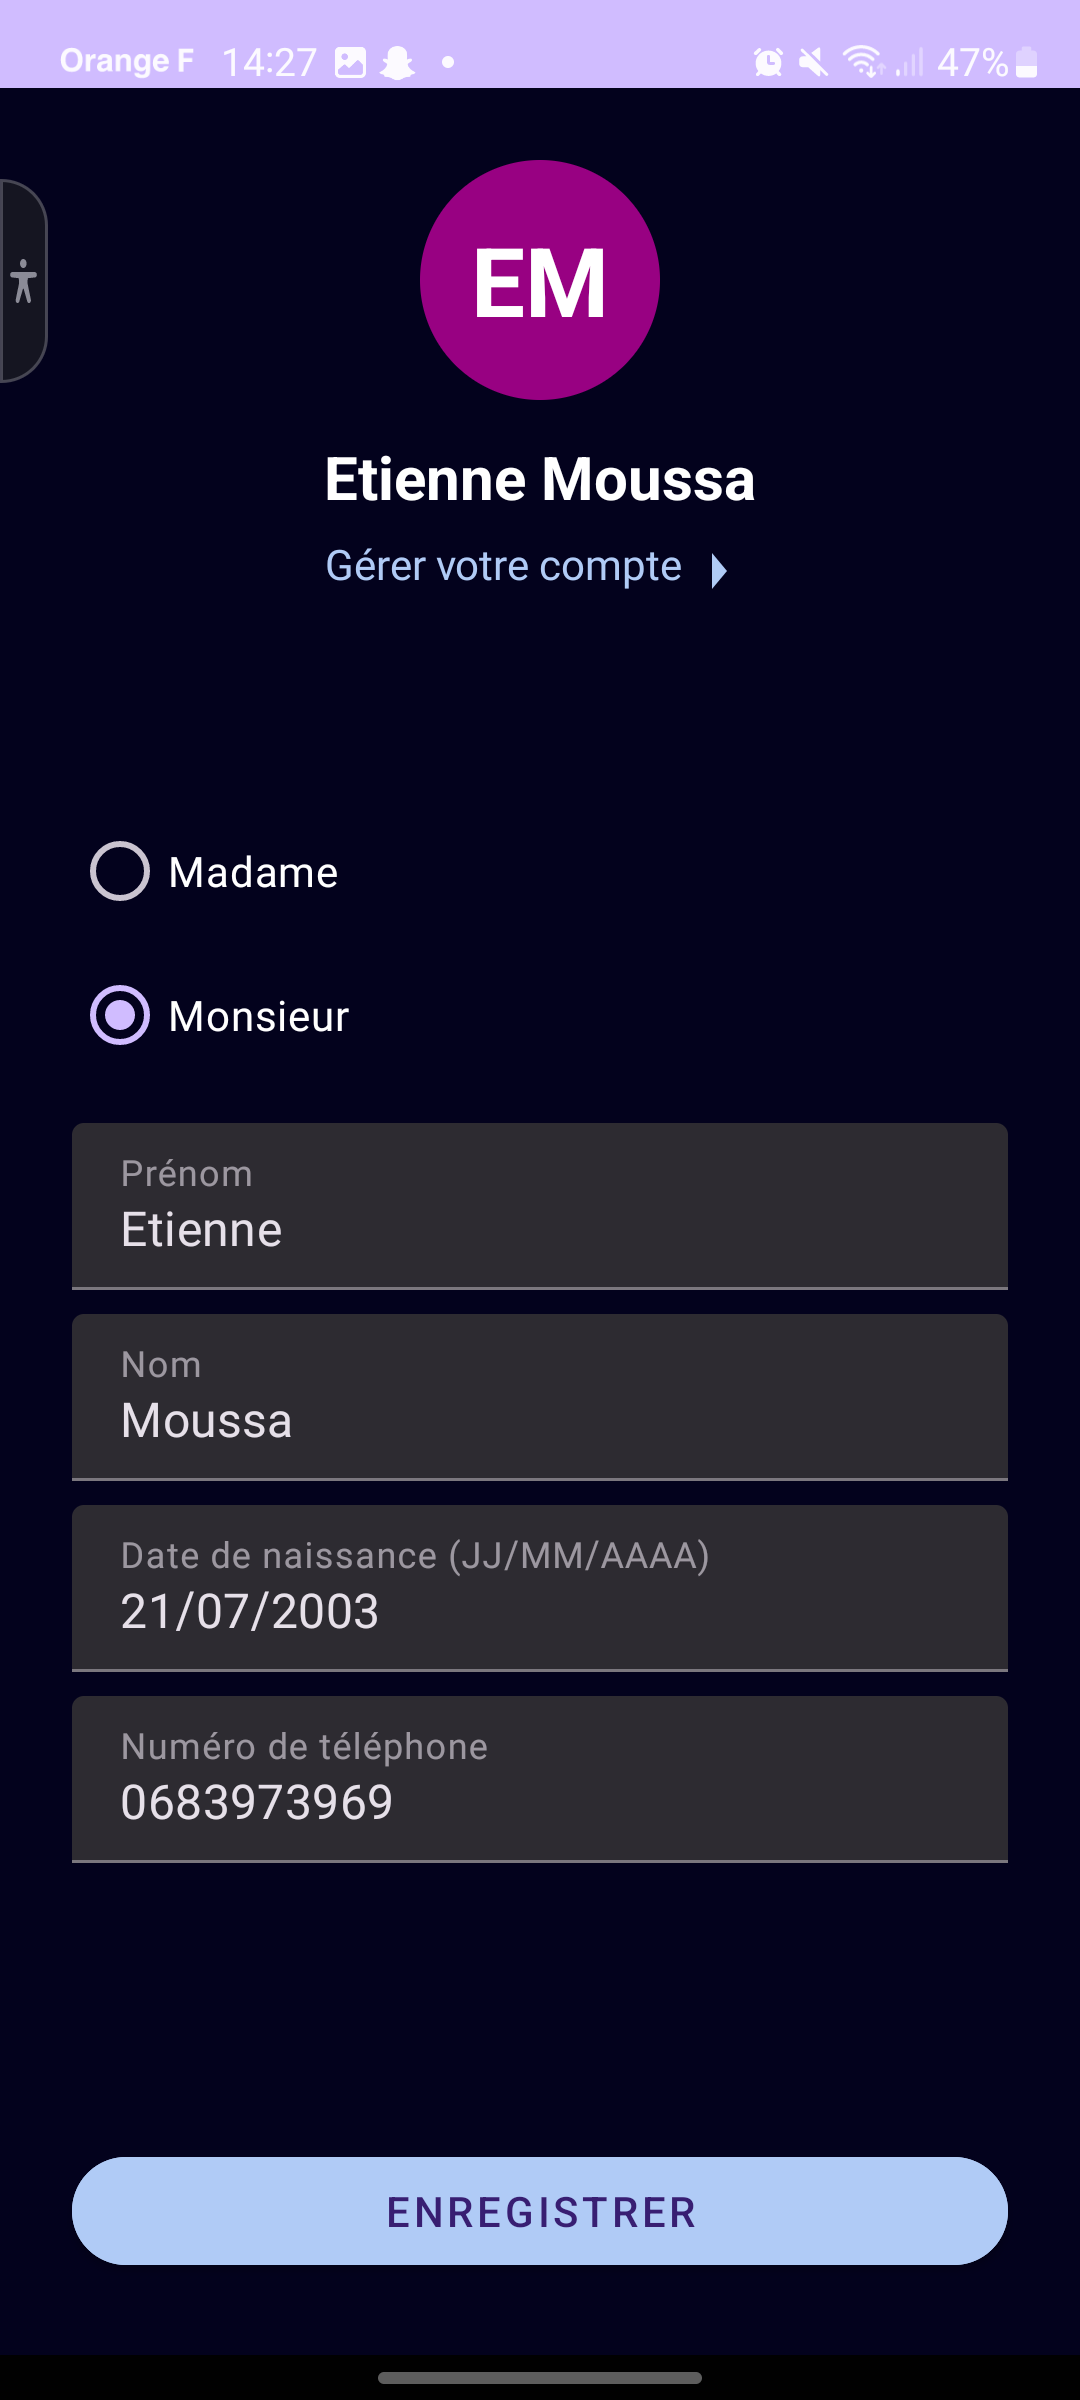 Orange F 14:27 47%
EM
Etienne Moussa
Gérer votre compte
Madame
Monsieur
Prénom
Etienne
Nom
Moussa
Date de naissance (JJ/MM/AAAA)
21/07/2003
Numéro de téléphone
0683973969
ENREGISTRER